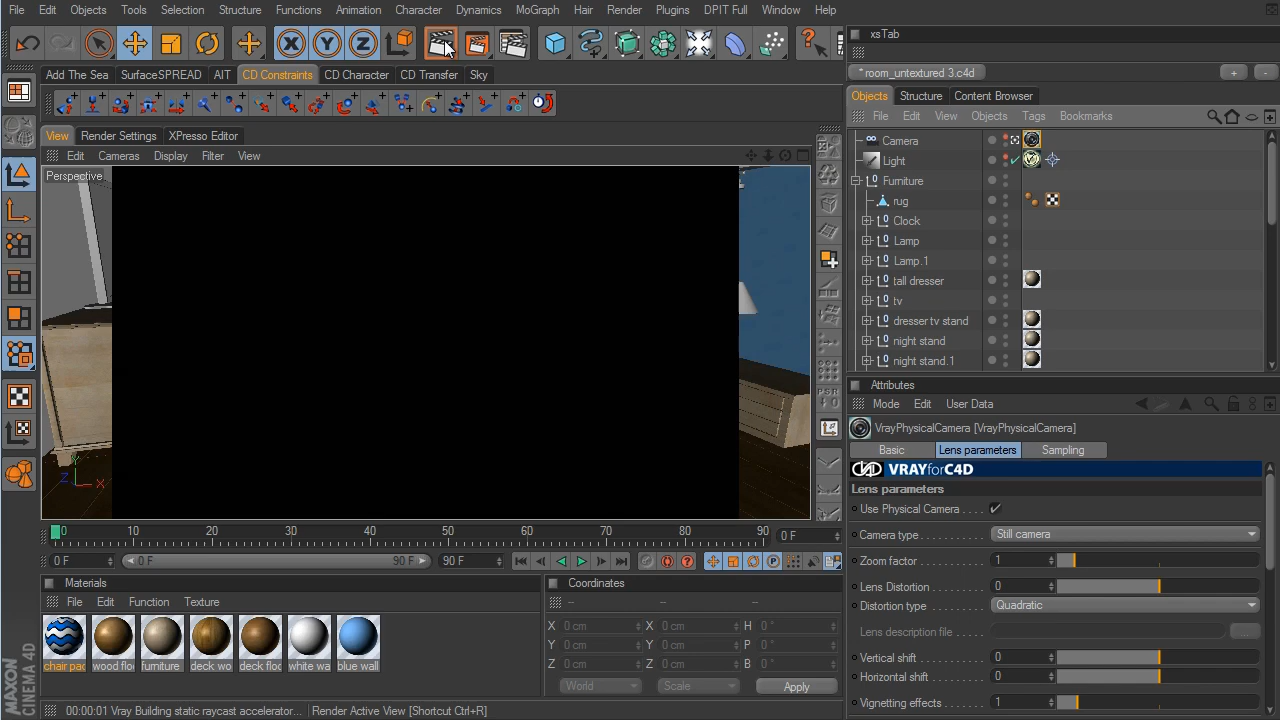 File Edit Objects Tools Selection Structure Functions Animation Character Dynamics MoGraph Hair Render Plugins DPIT Full Window Help
xsTab
Add The Sea SurfaceSPREAD AIT CD Constraints CD Character CD Transfer Sky
* room_untextured 3.c4d
Objects Structure Content Browser
File Edit View Objects Tags Bookmarks
View Render Settings XPresso Editor
Edit Cameras Display Filter View
Perspective
Camera
Light
Furniture
rug
Clock
Lamp
Lamp.1
tall dresser
tv
dresser tv stand
night stand
night stand.1
Attributes
Mode Edit User Data
VrayPhysicalCamera [VrayPhysicalCamera]
Basic Lens parameters Sampling
VRAYforC4D
Lens parameters
Use Physical Camera . . . .
Camera type . . . . . . . . . Still camera
Zoom factor . . . . . . . . . 1
Lens Distortion . . . . . . . 0
Distortion type . . . . . . . Quadratic
Lens description file . . . ...
Vertical shift . . . . . . . . 0
Horizontal shift . . . . . . 0
Vignetting effects . . . . . 1
PSR
Y
Z X
0 10 20 30 40 50 60 70 80 90 0 F
0 F 0 F 90 F 90 F
Materials
File Edit Function Texture
chair pad wood floo furniture deck wo deck floo white wa blue wall
Coordinates
X 0 cm X 0 cm H 0 °
Y 0 cm Y 0 cm P 0 °
Z 0 cm Z 0 cm B 0 °
World Scale Apply
MAXON
CINEMA 4D
00:00:01 Vray Building static raycast accelerator... Render Active View [Shortcut Ctrl+R]